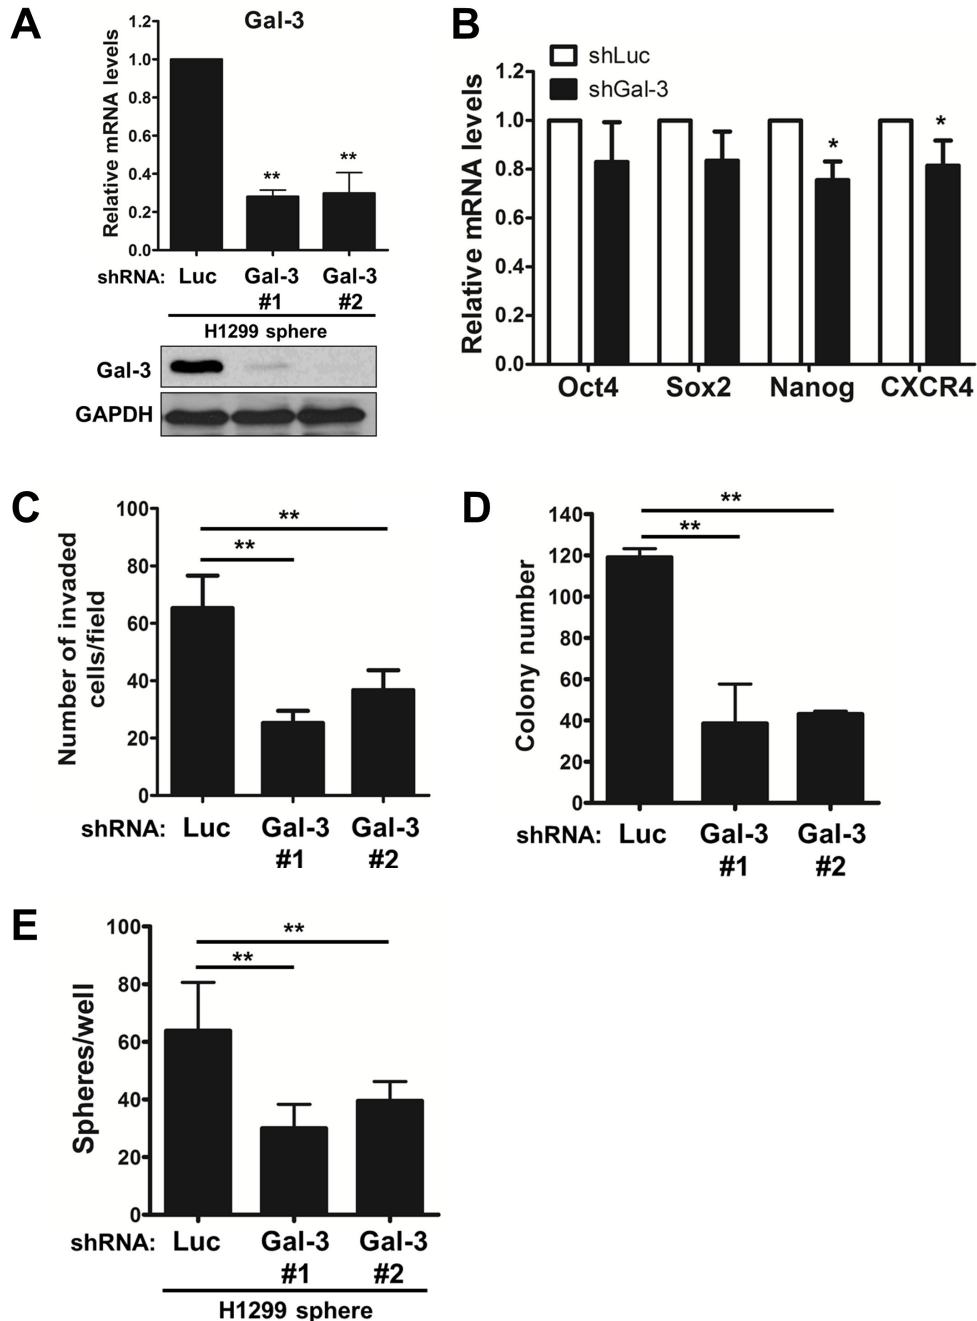 A
Gal-3
Relative mRNA levels
1.2
1.0
0.8
0.6
0.4
0.2
0.0
**
**
shRNA: Luc Gal-3 Gal-3
#1 #2
H1299 sphere
Gal-3
GAPDH
B
shLuc
shGal-3
Relative mRNA levels
1.2
1.0
0.8
0.6
0.4
0.2
0.0
*
*
Oct4 Sox2 Nanog CXCR4
C
Number of invaded
cells/field
100
80
60
40
20
0
**
**
shRNA: Luc Gal-3 Gal-3
#1 #2
D
Colony number
140
120
100
80
60
40
20
0
**
**
shRNA: Luc Gal-3 Gal-3
#1 #2
E
Spheres/well
100
80
60
40
20
0
**
**
shRNA: Luc Gal-3 Gal-3
#1 #2
H1299 sphere